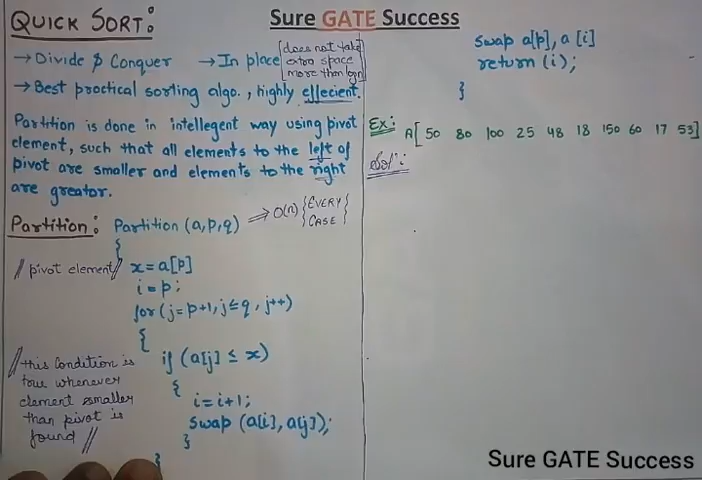 QUICK SORT:
Sure GATE Success
→ Divide & Conquer → In place [does not take extra space more than logn]
→ Best practical sorting algo., highly effecient.
Partition is done in intellegent way using pivot
element, such that all elements to the left of
pivot are smaller and elements to the right
are greator.
Partition: Partition (a,p,q) ⟹ O(n) {EVERY CASE}
{
// pivot element // x = a[p]
i = p;
for (j=p+1, j≤q, j++)
{
if (a[j] ≤ x)
{
i = i+1;
swap (a[i], a[j]);
}
}
// this condition is
true whenever
element smaller
than pivot is
found //
swap a[p], a[i]
return (i);
}
Ex: A[ 50 80 100 25 48 18 150 60 17 53]
Sol:
Sure GATE Success